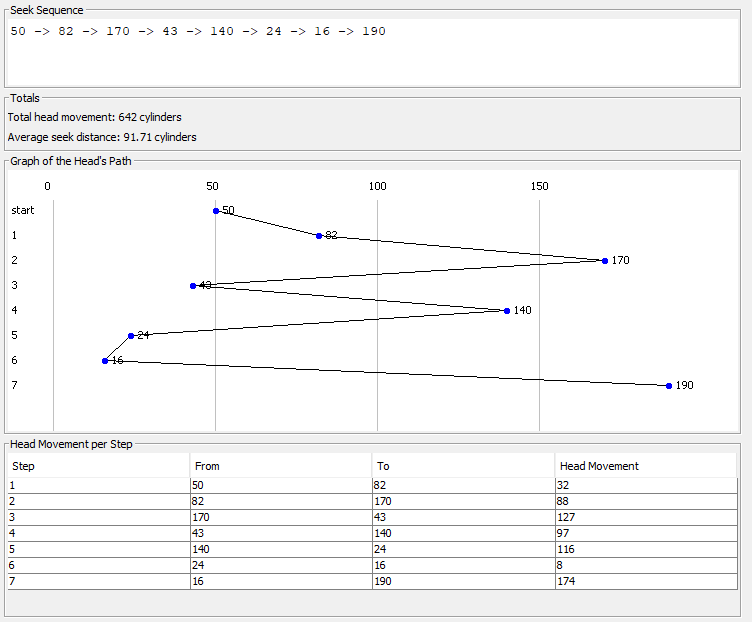 Seek Sequence
50 -> 82 -> 170 -> 43 -> 140 -> 24 -> 16 -> 190
Totals
Total head movement: 642 cylinders
Average seek distance: 91.71 cylinders
Graph of the Head's Path
0 50 100 150
start 50
1 82
2 170
3 43
4 140
5 24
6 16
7 190
Head Movement per Step
Step From To Head Movement
1 50 82 32
2 82 170 88
3 170 43 127
4 43 140 97
5 140 24 116
6 24 16 8
7 16 190 174